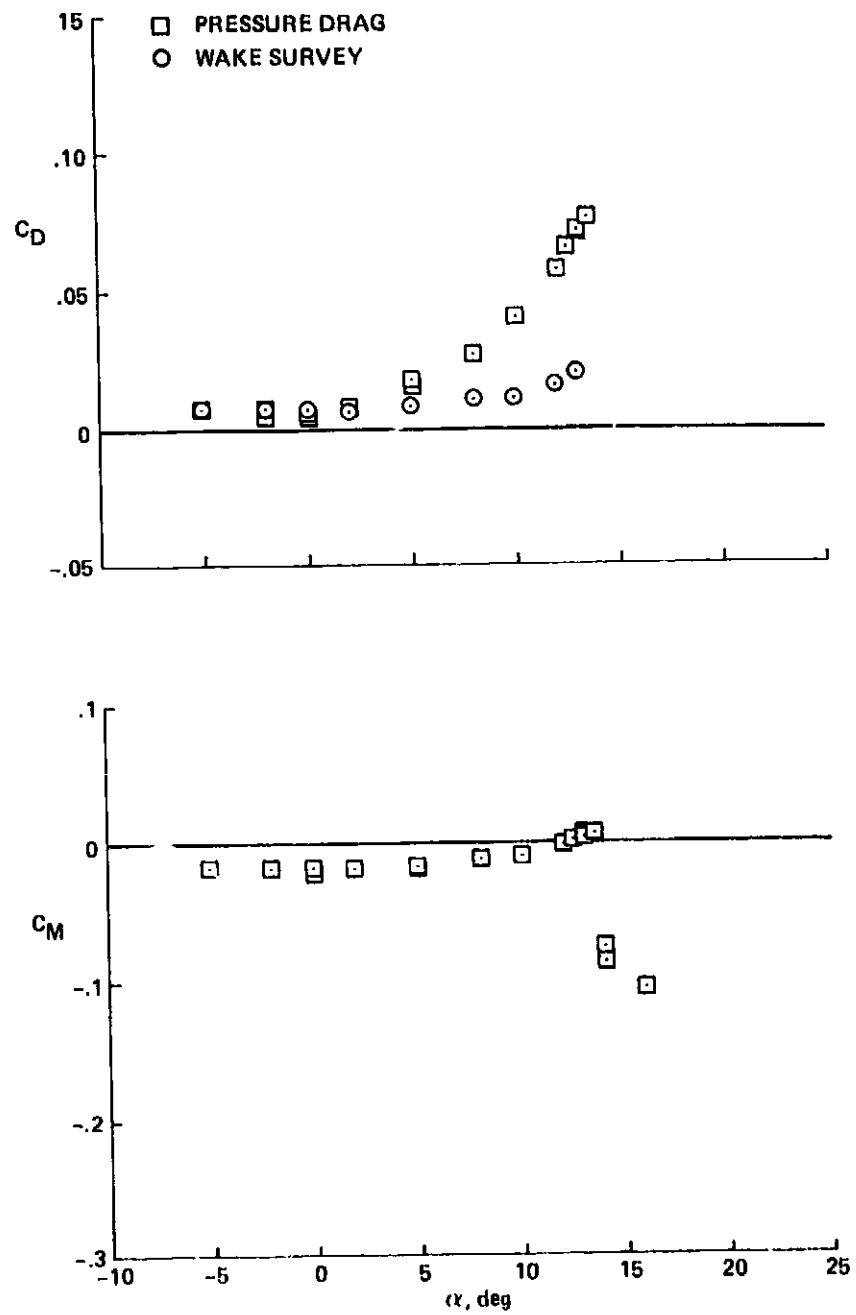 15
PRESSURE DRAG
WAKE SURVEY
.10
C_D
.05
0
-.05
.1
0
C_M
-.1
-.2
-.3
-10 -5 0 5 10 15 20 25
α, deg